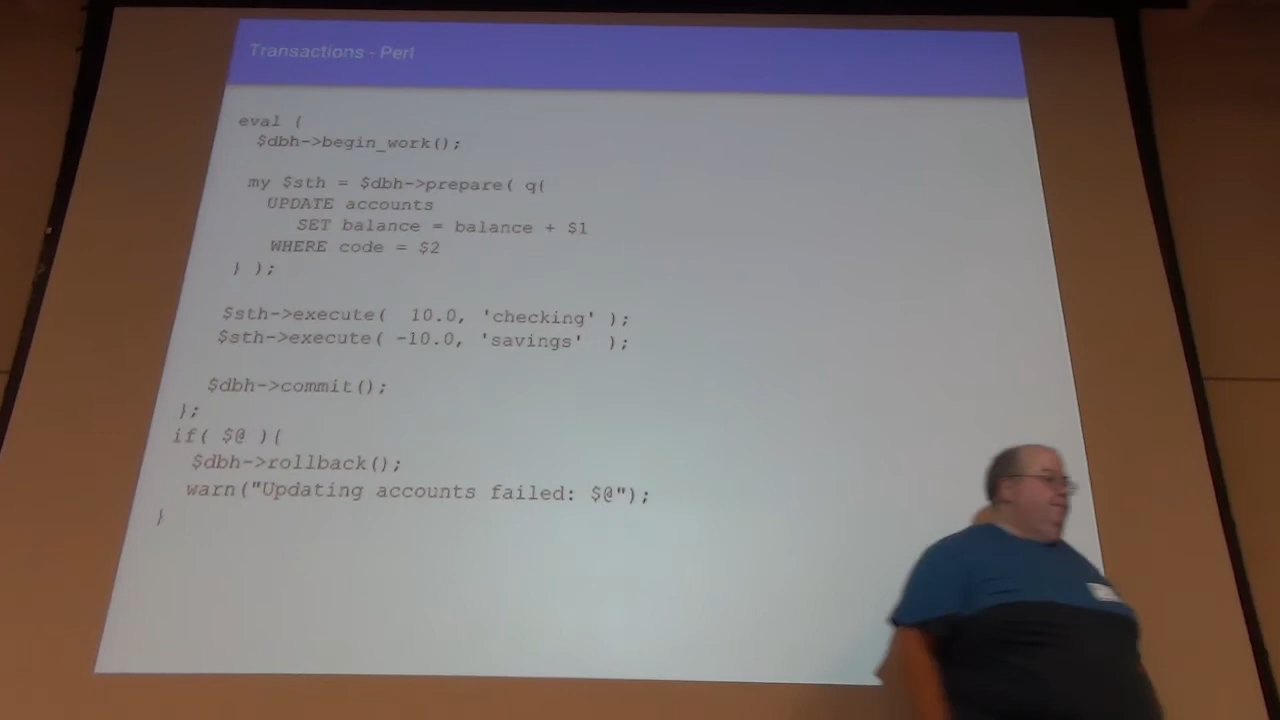 Transactions - Perl
eval {
$dbh->begin_work();
my $sth = $dbh->prepare( q{
UPDATE accounts
SET balance = balance + $1
WHERE code = $2
} );
$sth->execute( 10.0, 'checking' );
$sth->execute( -10.0, 'savings' );
$dbh->commit();
};
if( $@ ){
$dbh->rollback();
warn("Updating accounts failed: $@");
}